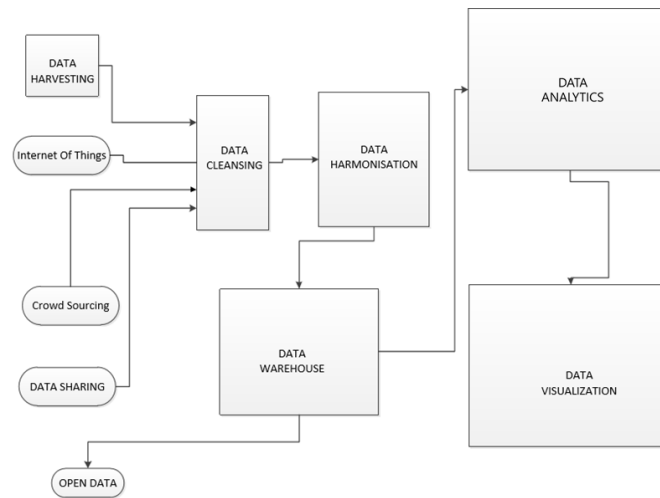 DATA
HARVESTING
Internet Of Things
Crowd Sourcing
DATA SHARING
DATA
CLEANSING
DATA
HARMONISATION
DATA
WAREHOUSE
OPEN DATA
DATA
ANALYTICS
DATA
VISUALIZATION